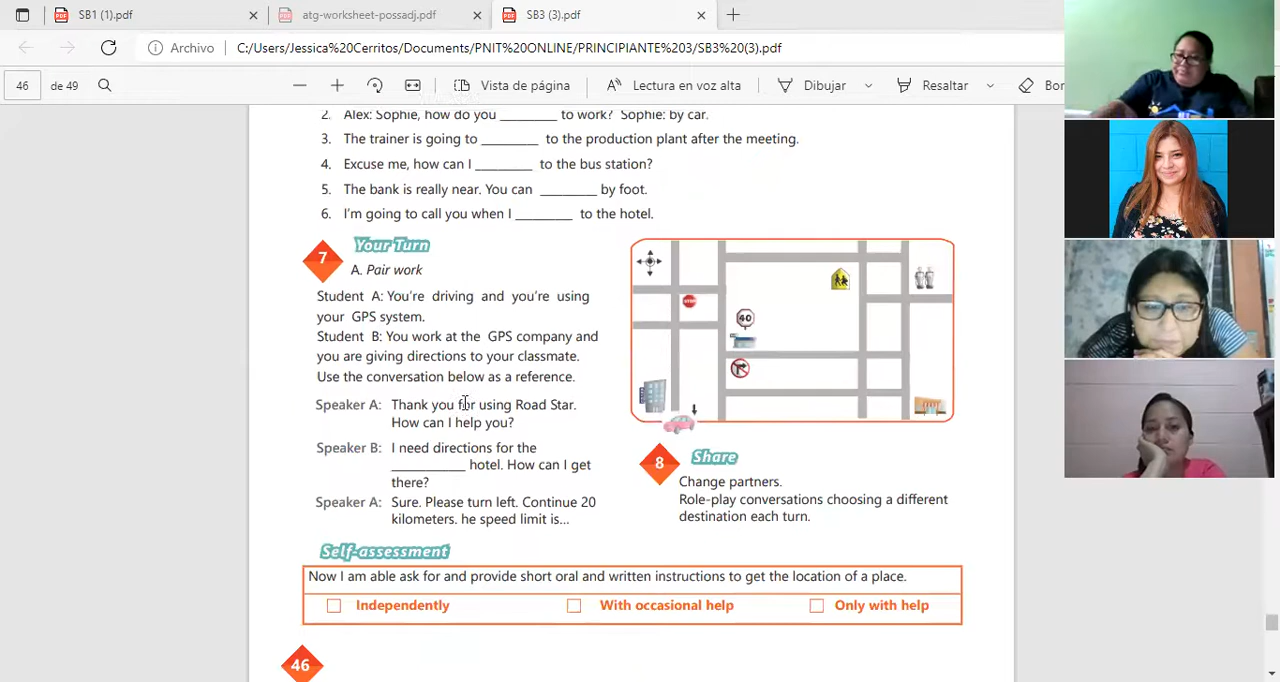 SB1 (1).pdf
atg-worksheet-possadj.pdf
SB3 (3).pdf
Archivo
C:/Users/Jessica%20Cerritos/Documents/PNIT%20ONLINE/PRINCIPIANTE%203/SB3%20(3).pdf
46 de 49
Vista de página
Lectura en voz alta
Dibujar
Resaltar
Bor
2. Alex: Sophie, how do you ________ to work? Sophie: by car.
3. The trainer is going to ________ to the production plant after the meeting.
4. Excuse me, how can I ________ to the bus station?
5. The bank is really near. You can ________ by foot.
6. I'm going to call you when I ________ to the hotel.
7 Your Turn
A. Pair work
Student A: You're driving and you're using
your GPS system.
Student B: You work at the GPS company and
you are giving directions to your classmate.
Use the conversation below as a reference.
Speaker A: Thank you for using Road Star.
How can I help you?
Speaker B: I need directions for the
___________ hotel. How can I get
there?
Speaker A: Sure. Please turn left. Continue 20
kilometers. he speed limit is...
STOP
40
8 Share
Change partners.
Role-play conversations choosing a different
destination each turn.
Self-assessment
Now I am able ask for and provide short oral and written instructions to get the location of a place.
Independently
With occasional help
Only with help
46